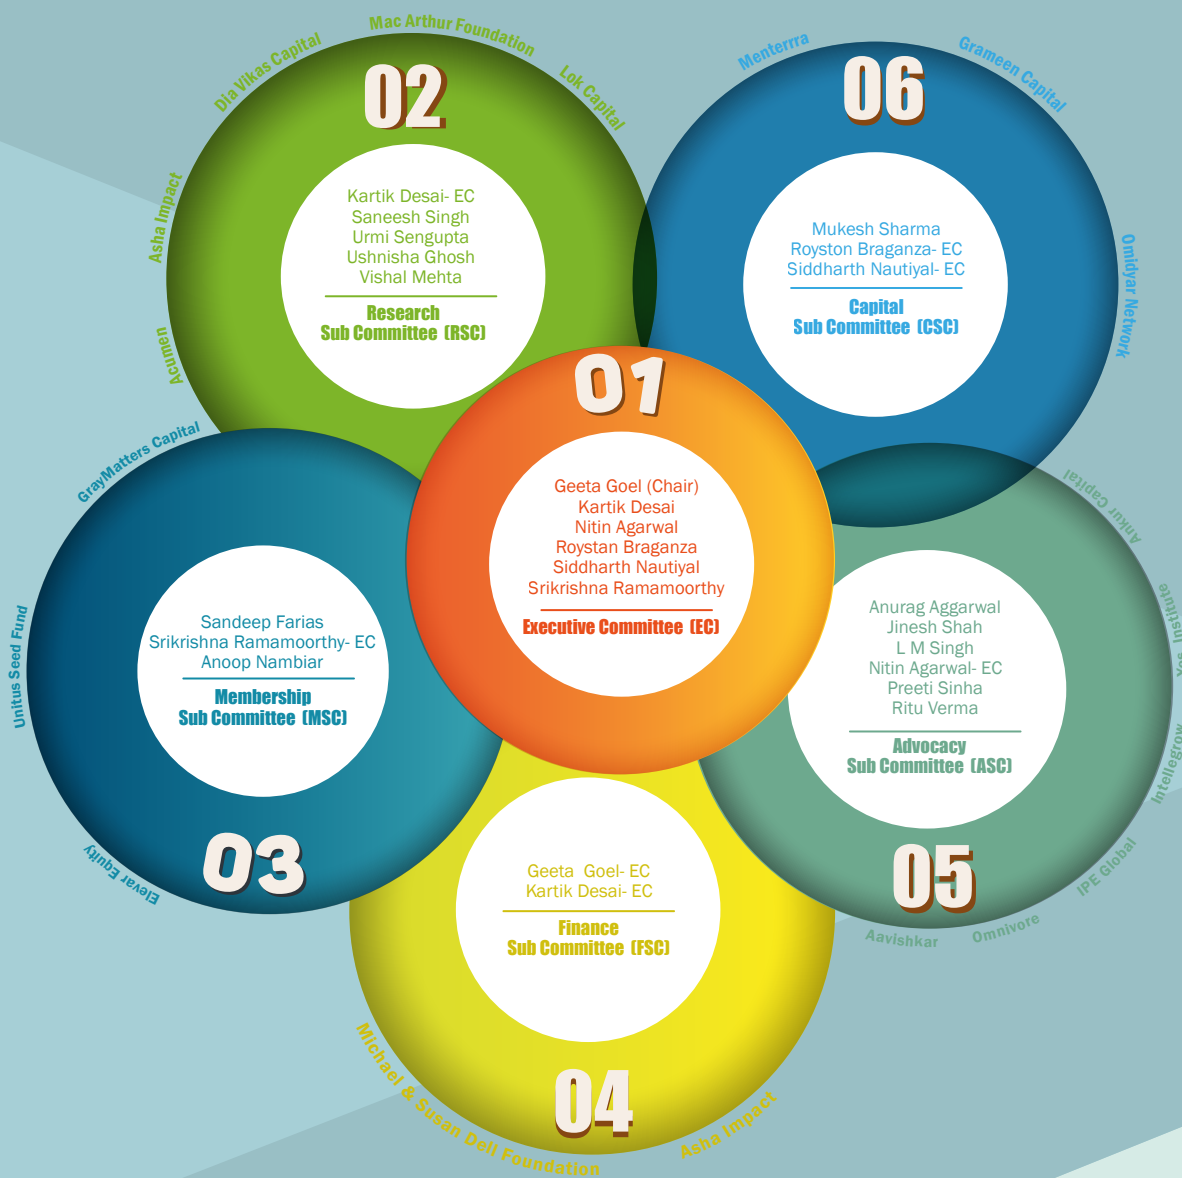 01
Geeta Goel (Chair)
Kartik Desai
Nitin Agarwal
Roystan Braganza
Siddharth Nautiyal
Srikrishna Ramamoorthy
Executive Committee (EC)
02
Acumen
Asha Impact
Dia Vikas Capital
Mac Arthur Foundation
Lok Capital
Kartik Desai- EC
Saneesh Singh
Urmi Sengupta
Ushnisha Ghosh
Vishal Mehta
Research
Sub Committee (RSC)
03
GrayMatters Capital
Unitus Seed Fund
Elevar Equity
Sandeep Farias
Srikrishna Ramamoorthy- EC
Anoop Nambiar
Membership
Sub Committee (MSC)
04
Geeta Goel- EC
Kartik Desai- EC
Finance
Sub Committee (FSC)
Michael & Susan Dell Foundation
Asha Impact
05
Ankur Capital
Institute
Intellegrow
IPE Global
Omnivore
Aavishkar
Anurag Aggarwal
Jinesh Shah
L M Singh
Nitin Agarwal- EC
Preeti Sinha
Ritu Verma
Advocacy
Sub Committee (ASC)
06
Menterrra
Grameen Capital
Omidyar Network
Mukesh Sharma
Royston Braganza- EC
Siddharth Nautiyal- EC
Capital
Sub Committee (CSC)